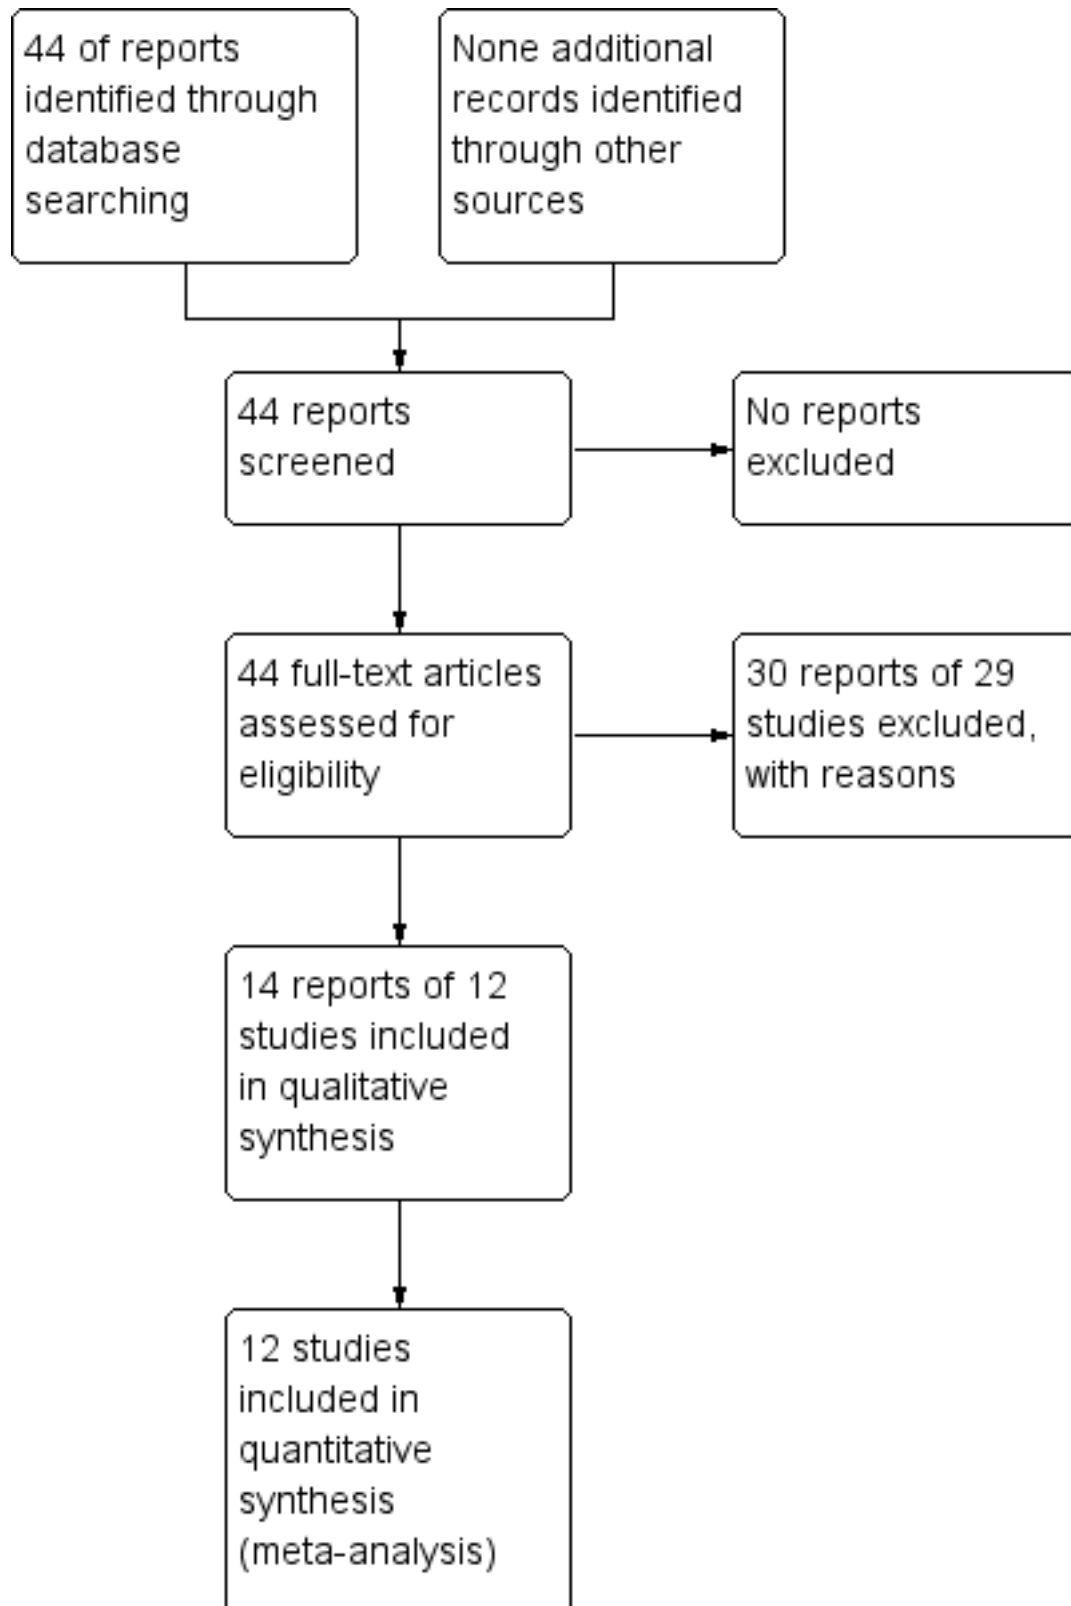 44 of reports
identified through
database
searching
None additional
records identified
through other
sources
44 reports
screened
No reports
excluded
44 full-text articles
assessed for
eligibility
30 reports of 29
studies excluded,
with reasons
14 reports of 12
studies included
in qualitative
synthesis
12 studies
included in
quantitative
synthesis
(meta-analysis)